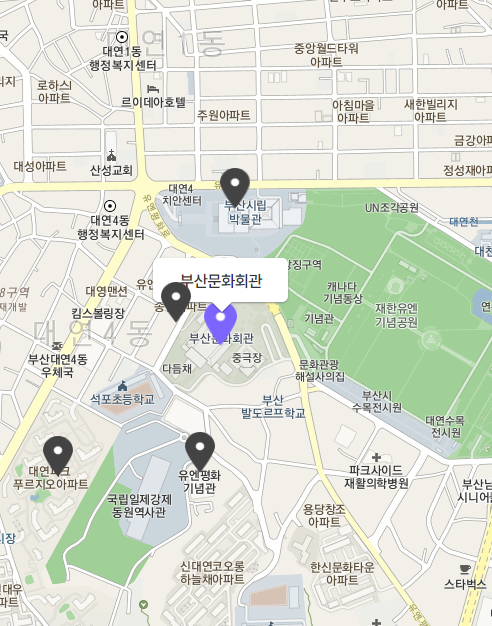 아파트
대연1동
대연1동
행정복지센터
중앙월드타워
아파트
로하스I
아파트
르이데아호텔
주원아파트
아침마을
아파트
새한빌리지
아파트
금강아파
대성아파트
산성교회
정성재아파
대연4
치안센터
부산시립
박물관
UN조각공원
대연천
대연4동
행정복지센터
유엔평화로
부산문화회관
캐나다
기념동상
대영맨션
아파트
재한유엔
기념공원
기념관
킴스볼링장
대연4동
부산문화회관
중극장
부산대연4동
우체국
다듬채
문화관광
해설사의집
석포초등학교
부산
발도르프학교
부산시
수목전시원
대연수목
전시원
대연파크
푸르지오아파트
유엔평화
기념관
파크사이드
재활의학병원
국립일제강제
동원역사관
부산남
시니어클
용당창조
아파트
시장
신대연코오롱
하늘채아파트
한신문화타운
아파트
스타벅스
신대우
아파트